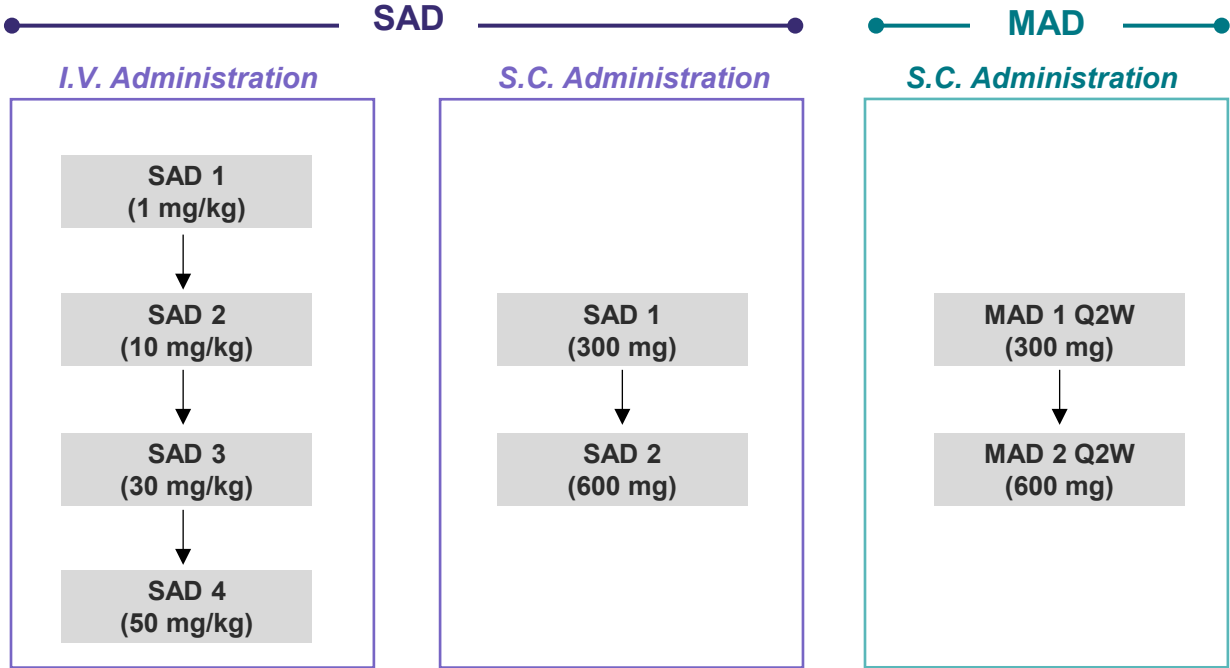 SAD
MAD
I.V. Administration
S.C. Administration
S.C. Administration
SAD 1
(1 mg/kg)
SAD 2
(10 mg/kg)
SAD 3
(30 mg/kg)
SAD 4
(50 mg/kg)
SAD 1
(300 mg)
SAD 2
(600 mg)
MAD 1 Q2W
(300 mg)
MAD 2 Q2W
(600 mg)